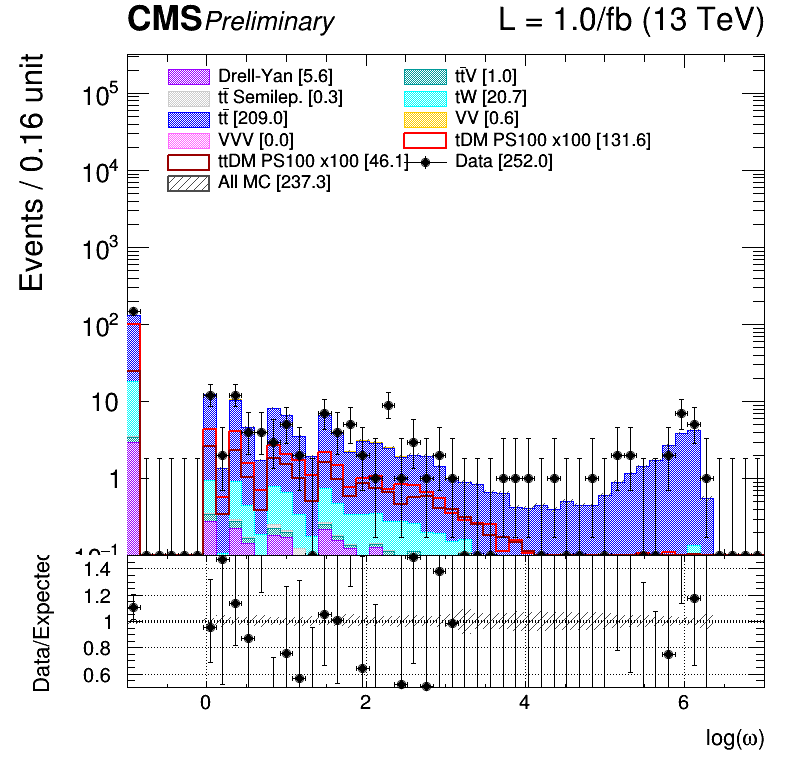 CMS Preliminary L = 1.0/fb (13 TeV)
Events / 0.16 unit
Drell-Yan [5.6] tt̄V [1.0]
tt̄ Semilep. [0.3] tW [20.7]
tt̄ [209.0] VV [0.6]
VVV [0.0] tDM PS100 x100 [131.6]
ttDM PS100 x100 [46.1] Data [252.0]
All MC [237.3]
10⁵
10⁴
10³
10²
10
1
10⁻¹
Data/Expected
1.4
1.2
1
0.8
0.6
0 2 4 6
log(ω)